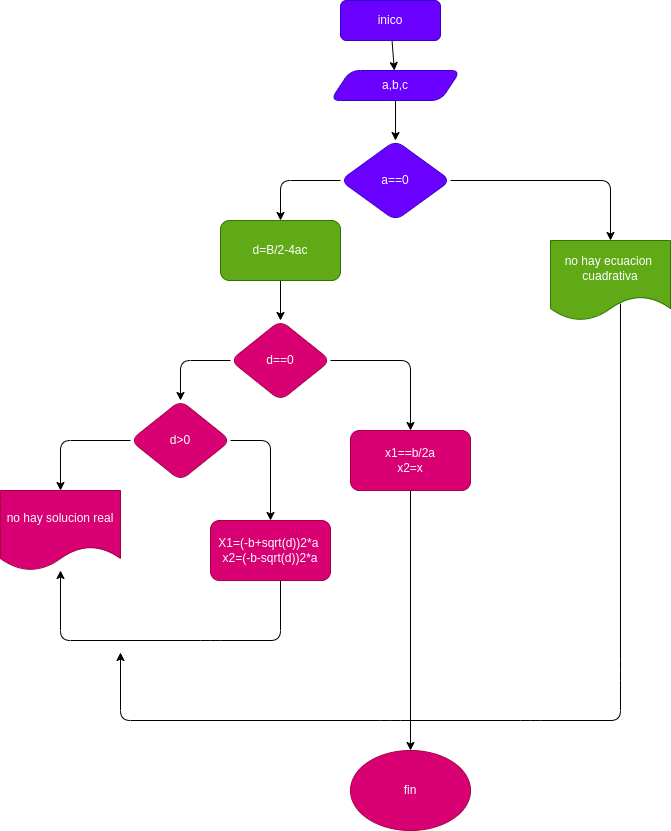 inico
a,b,c
a==0
d=B/2-4ac
no hay ecuacion
cuadrativa
d==0
d>0
x1==b/2a
x2=x
no hay solucion real
X1=(-b+sqrt(d))2*a
x2=(-b-sqrt(d))2*a
fin